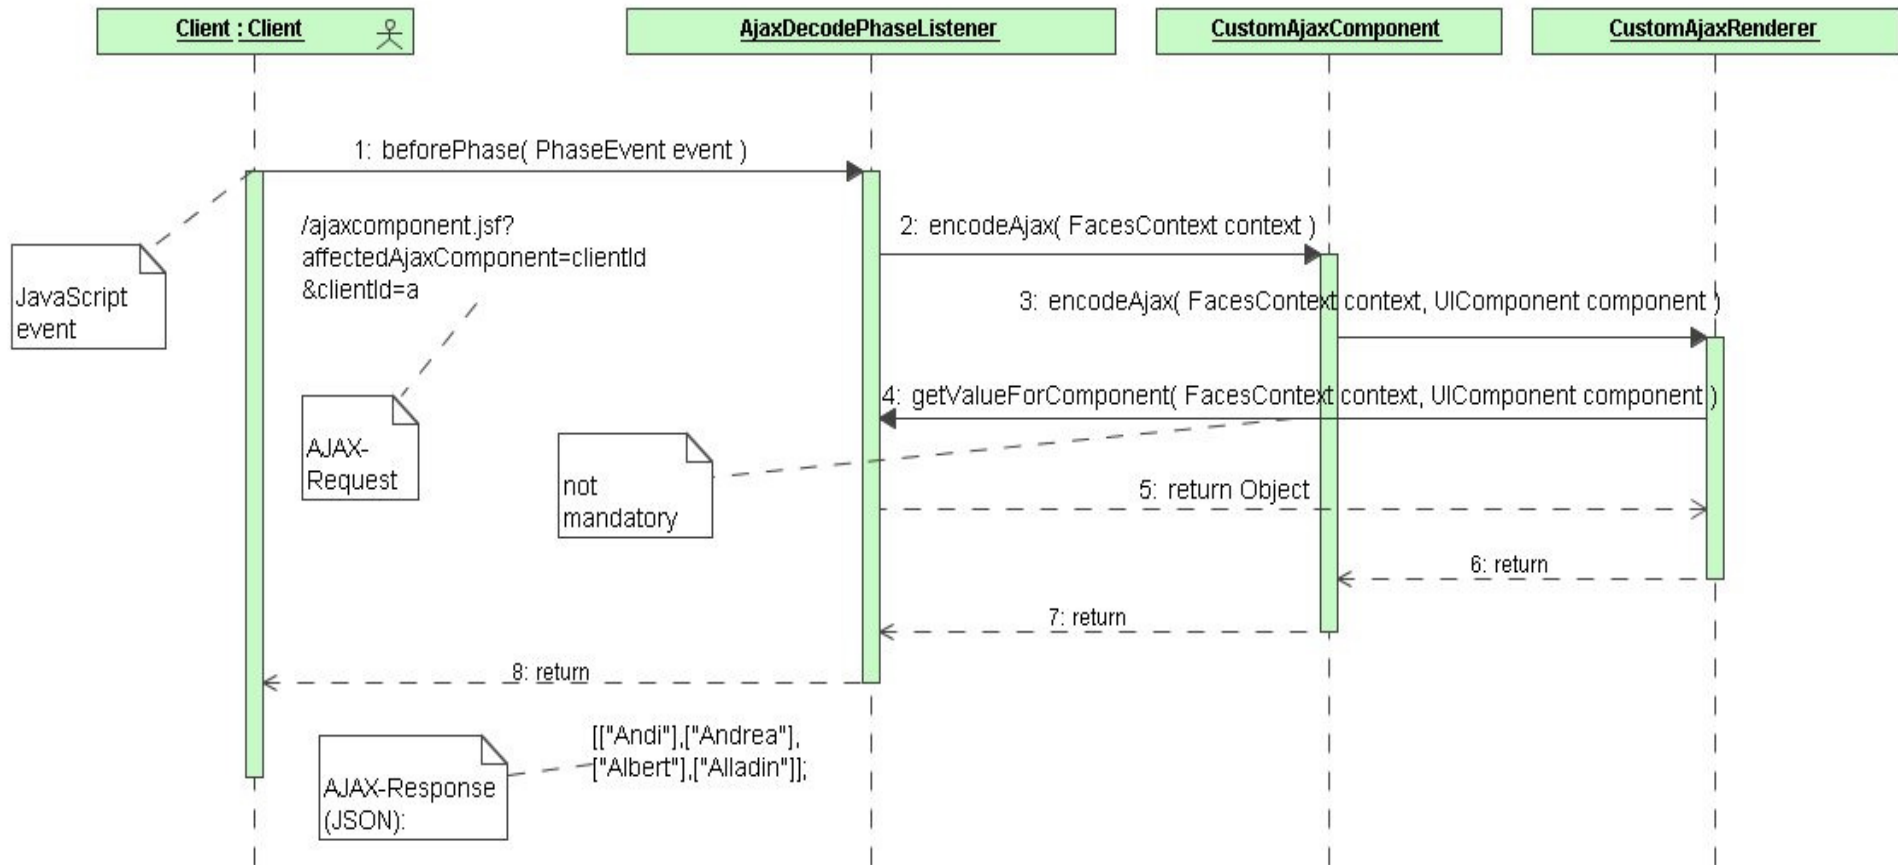 Client : Client
AjaxDecodePhaseListener
CustomAjaxComponent
CustomAjaxRenderer
1: beforePhase( PhaseEvent event )
/ajaxcomponent.jsf?
affectedAjaxComponent=clientId
&clientId=a
2: encodeAjax( FacesContext context )
JavaScript
event
3: encodeAjax( FacesContext context, UIComponent component )
4: getValueForComponent( FacesContext context, UIComponent component )
AJAX-
Request
not
mandatory
5: return Object
6: return
7: return
8: return
[["Andi"],["Andrea"],
["Albert"],["Alladin"]];
AJAX-Response
(JSON):